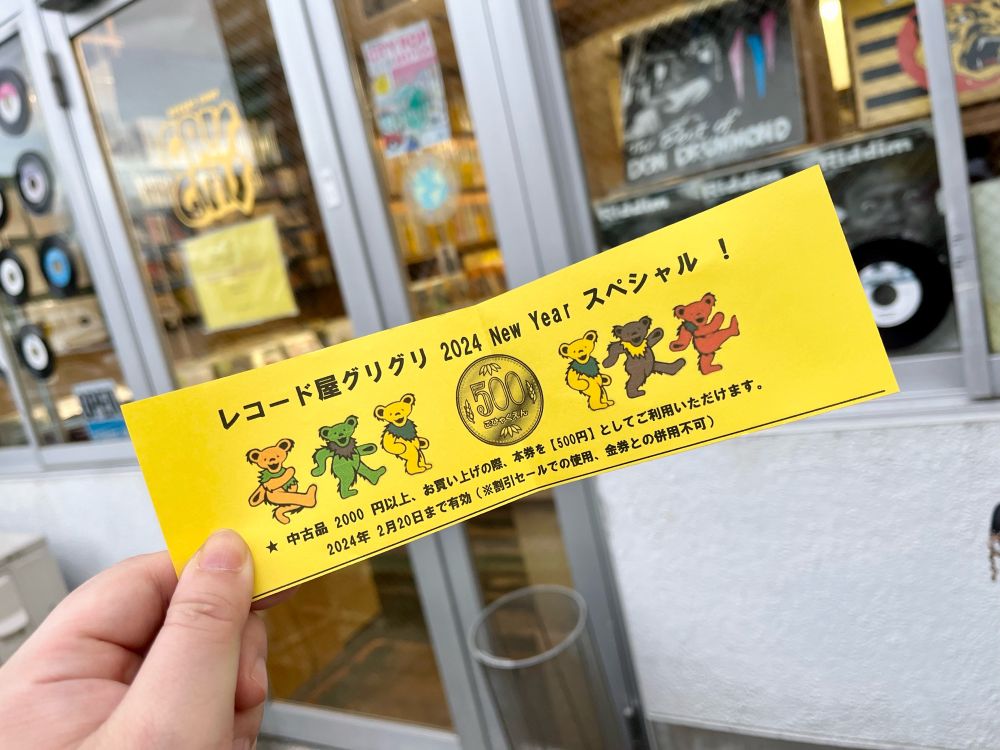 レコード屋グリグリ 2024 New Year スペシャル !
500
ごひゃくえん
★ 中古品 2000 円以上、お買い上げの際、本券を [500円] としてご利用いただけます。
2024年 2月20日まで有効 (※割引セールでの使用、金券との併用不可)
The Best of
DON DRUMMOND
Riddim
Riddim
Riddim
OPEN